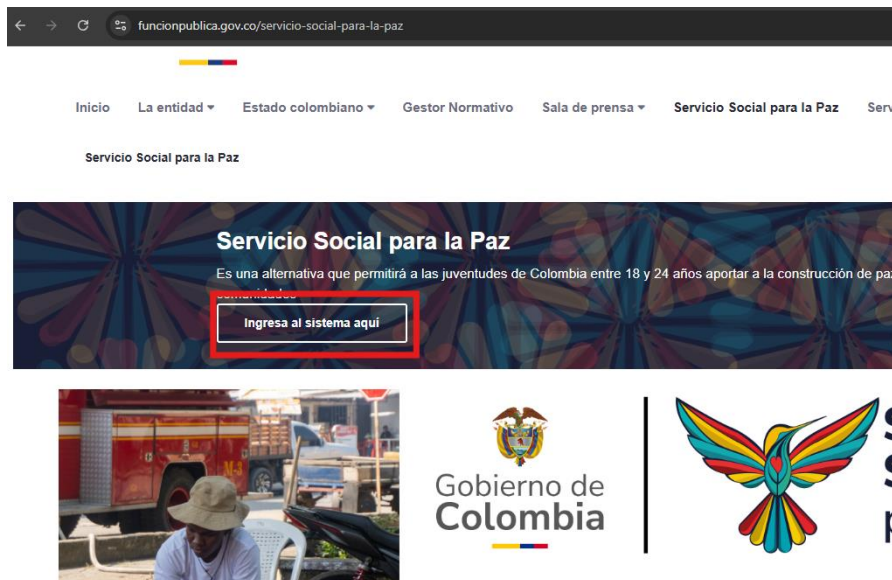 funcionpublica.gov.co/servicio-social-para-la-paz
Inicio La entidad Estado colombiano Gestor Normativo Sala de prensa Servicio Social para la Paz Serv
Servicio Social para la Paz
Servicio Social para la Paz
Es una alternativa que permitirá a las juventudes de Colombia entre 18 y 24 años aportar a la construcción de paz
comunidades
Ingresa al sistema aquí
M-3
Gobierno de
Colombia
S
S
p